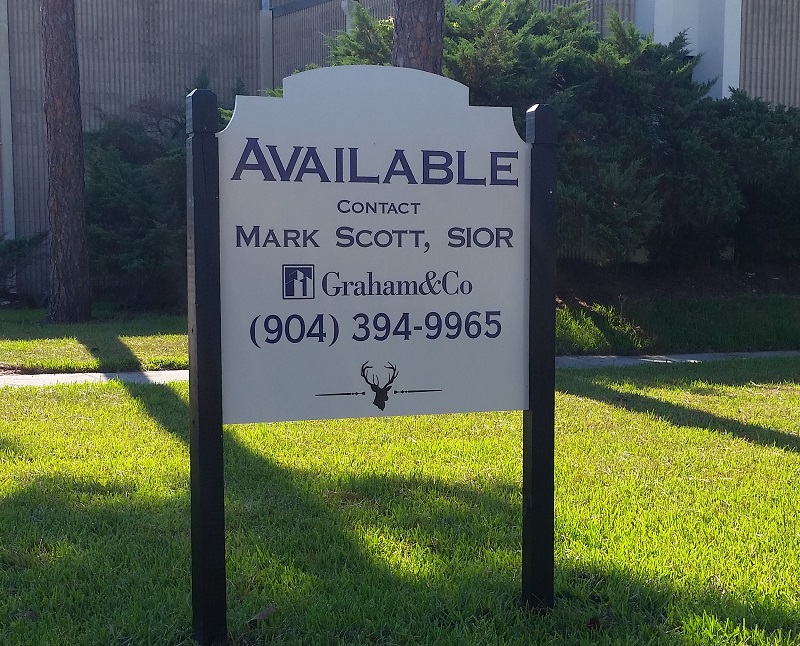 AVAILABLE
CONTACT
MARK SCOTT, SIOR
Graham&Co
(904) 394-9965